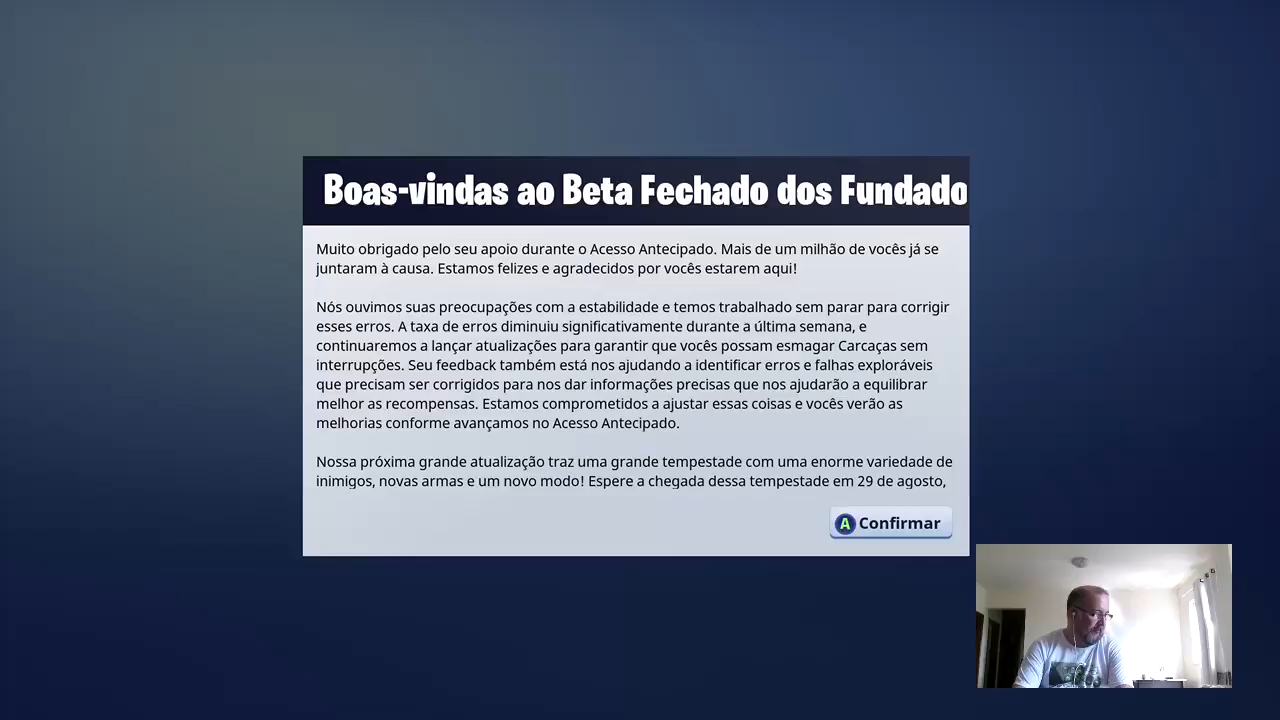 Boas-vindas ao Beta Fechado dos Fundado
Muito obrigado pelo seu apoio durante o Acesso Antecipado. Mais de um milhão de vocês já se
juntaram à causa. Estamos felizes e agradecidos por vocês estarem aqui!
Nós ouvimos suas preocupações com a estabilidade e temos trabalhado sem parar para corrigir
esses erros. A taxa de erros diminuiu significativamente durante a última semana, e
continuaremos a lançar atualizações para garantir que vocês possam esmagar Carcaças sem
interrupções. Seu feedback também está nos ajudando a identificar erros e falhas exploráveis
que precisam ser corrigidos para nos dar informações precisas que nos ajudarão a equilibrar
melhor as recompensas. Estamos comprometidos a ajustar essas coisas e vocês verão as
melhorias conforme avançamos no Acesso Antecipado.
Nossa próxima grande atualização traz uma grande tempestade com uma enorme variedade de
inimigos, novas armas e um novo modo! Espere a chegada dessa tempestade em 29 de agosto,
A Confirmar